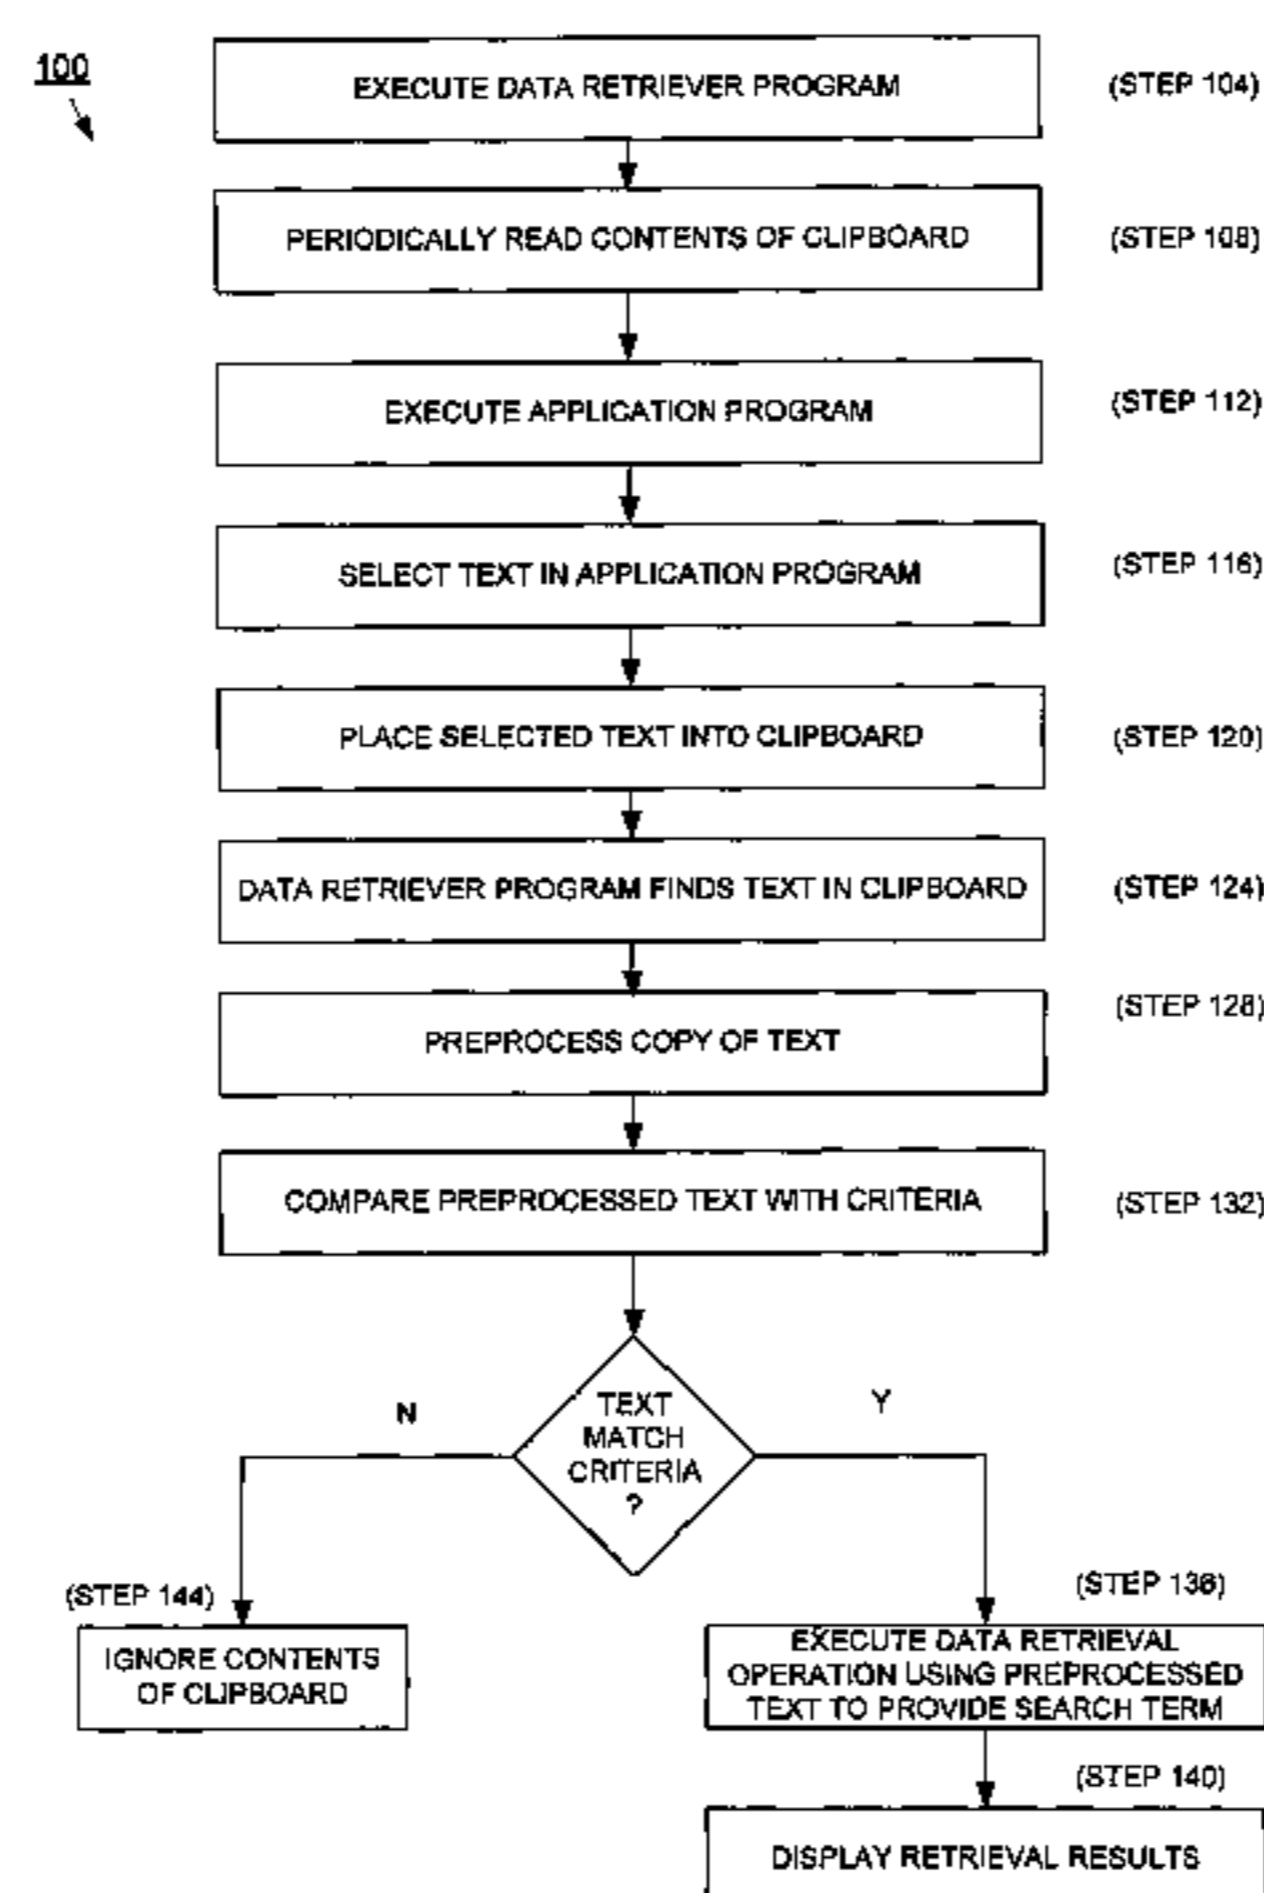 100
EXECUTE DATA RETRIEVER PROGRAM
(STEP 104)
PERIODICALLY READ CONTENTS OF CLIPBOARD
(STEP 108)
EXECUTE APPLICATION PROGRAM
(STEP 112)
SELECT TEXT IN APPLICATION PROGRAM
(STEP 116)
PLACE SELECTED TEXT INTO CLIPBOARD
(STEP 120)
DATA RETRIEVER PROGRAM FINDS TEXT IN CLIPBOARD
(STEP 124)
PREPROCESS COPY OF TEXT
(STEP 128)
COMPARE PREPROCESSED TEXT WITH CRITERIA
(STEP 132)
TEXT
MATCH
CRITERIA
?
N
Y
(STEP 144)
IGNORE CONTENTS
OF CLIPBOARD
(STEP 136)
EXECUTE DATA RETRIEVAL
OPERATION USING PREPROCESSED
TEXT TO PROVIDE SEARCH TERM
(STEP 140)
DISPLAY RETRIEVAL RESULTS